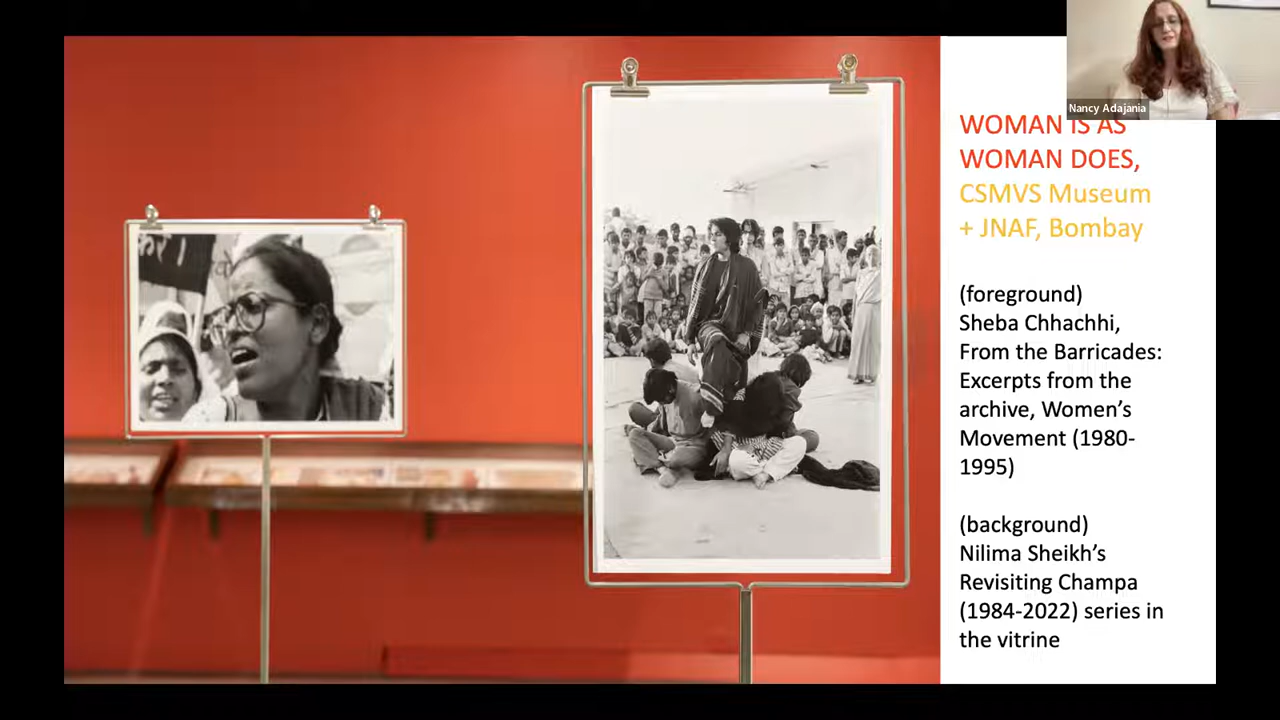 Nancy Adajania
WOMAN IS AS
WOMAN DOES,
CSMVS Museum
+ JNAF, Bombay
(foreground)
Sheba Chhachhi,
From the Barricades:
Excerpts from the
archive, Women’s
Movement (1980-
1995)
(background)
Nilima Sheikh’s
Revisiting Champa
(1984-2022) series in
the vitrine